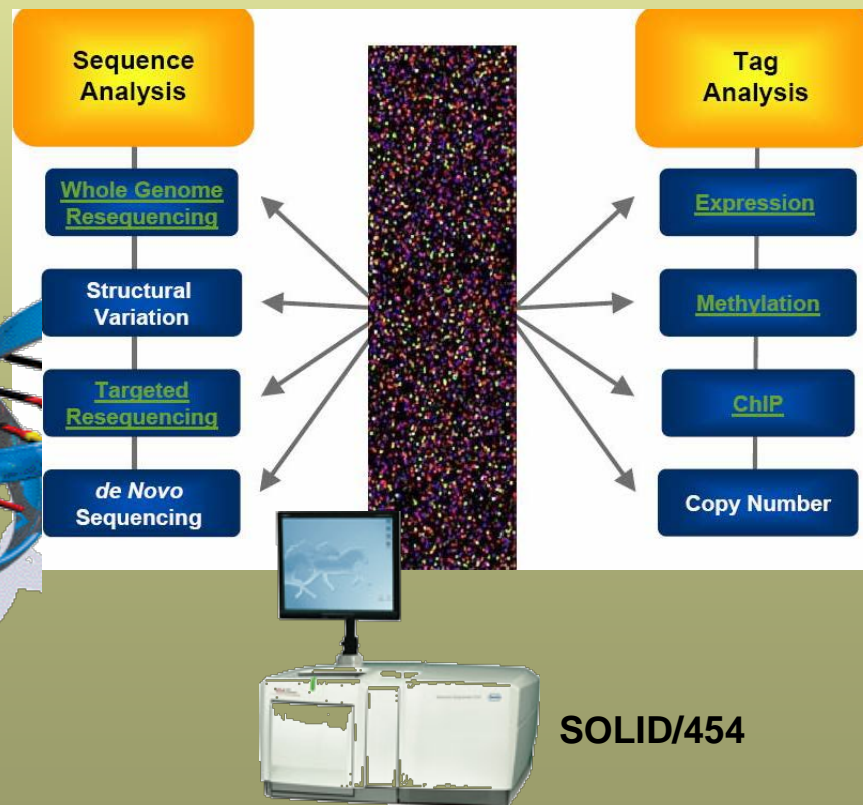 Sequence
Analysis
Whole Genome
Resequencing
Structural
Variation
Targeted
Resequencing
de Novo
Sequencing
Tag
Analysis
Expression
Methylation
ChIP
Copy Number
SOLID/454